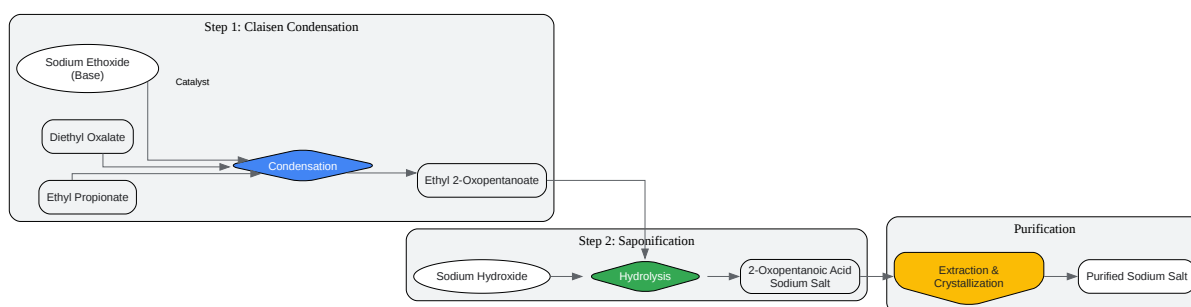 Step 1: Claisen Condensation
Sodium Ethoxide
(Base)
Catalyst
Diethyl Oxalate
Condensation
Ethyl Propionate
Ethyl 2-Oxopentanoate
Step 2: Saponification
Sodium Hydroxide
Hydrolysis
2-Oxopentanoic Acid
Sodium Salt
Purification
Extraction &
Crystallization
Purified Sodium Salt